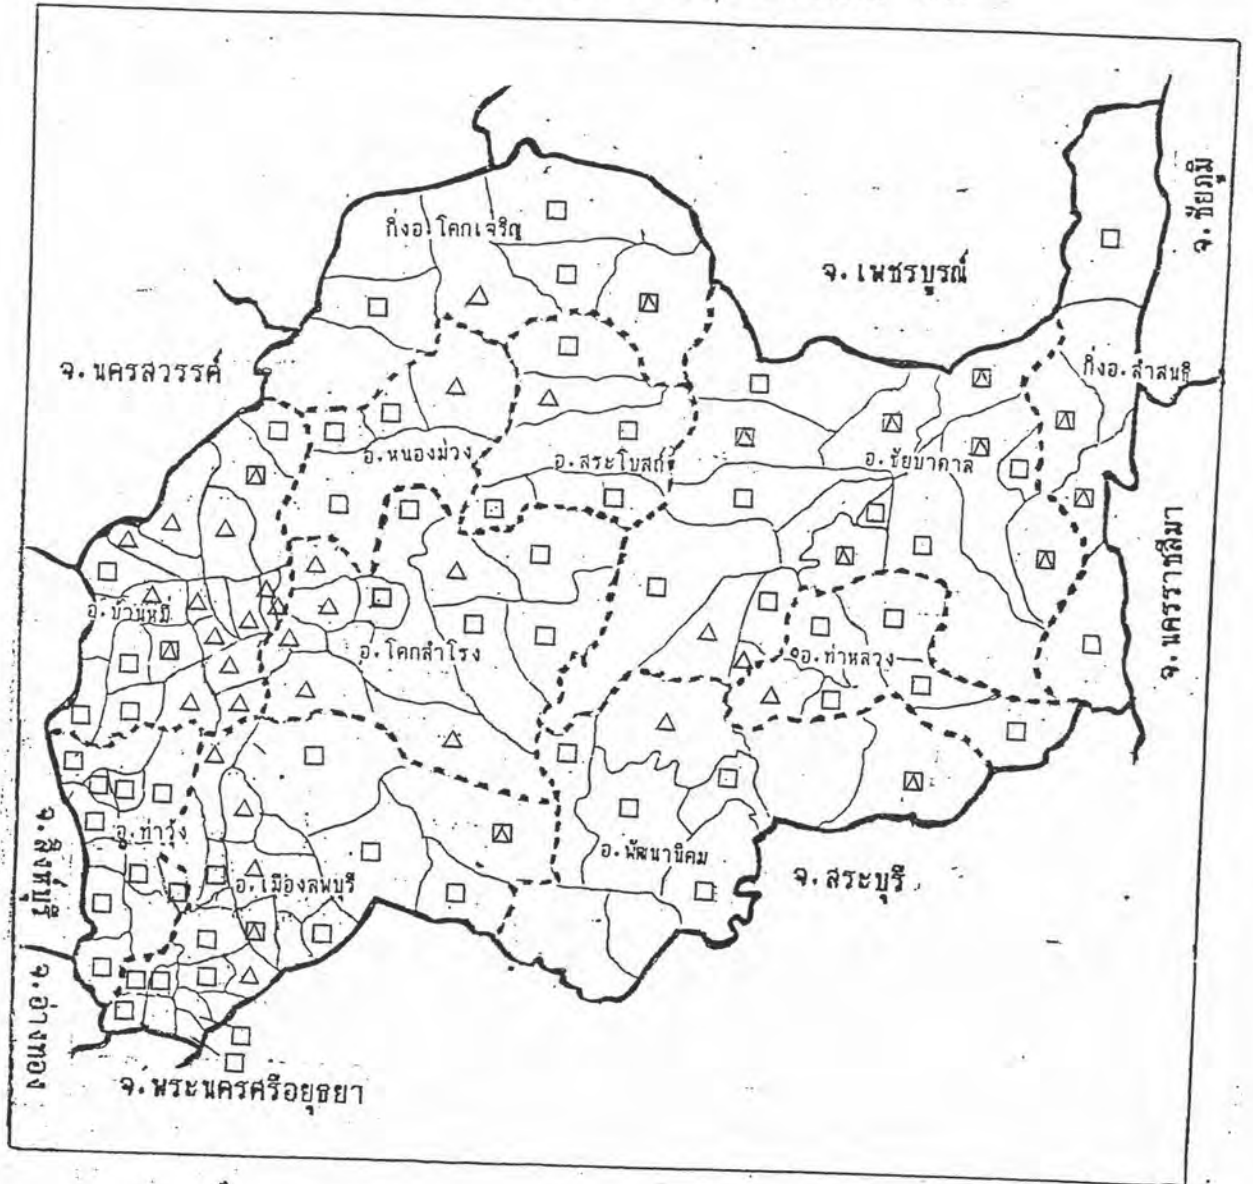 จ.ชัยภูมิ
กิ่งอ.โคกเจริญ
จ.เพชรบูรณ์
จ.นครสวรรค์
กิ่งอ.ลำสนธิ
อ.หนองม่วง
อ.สระโบสถ์
อ.ชัยบาดาล
จ.นครราชสีมา
อ.บ้านหมี่
อ.โคกสำโรง
อ.ท่าหลวง
จ.สิงห์บุรี
อ.ท่าวุ้ง
อ.พัฒนานิคม
อ.เมืองลพบุรี
จ.สระบุรี
จ.อ่างทอง
จ.พระนครศรีอยุธยา